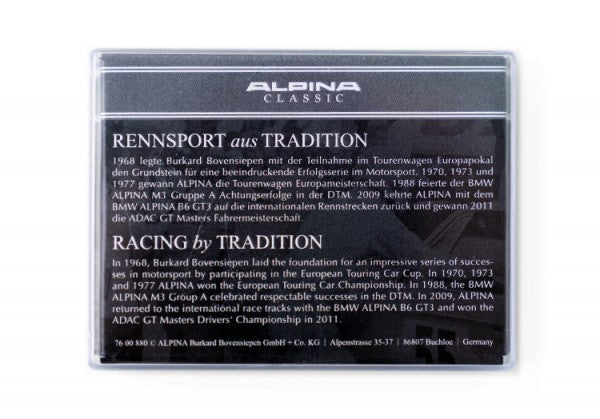 ALPINA
CLASSIC
RENNSPORT aus TRADITION
1968 legte Burkard Bovensiepen mit der Teilnahme im Tourenwagen Europapokal
den Grundstein für eine beeindruckende Erfolgsserie im Motorsport. 1970, 1973 und
1977 gewann ALPINA die Tourenwagen Europameisterschaft. 1988 feierte der BMW
ALPINA M3 Gruppe A Achtungserfolge in der DTM. 2009 kehrte ALPINA mit dem
BMW ALPINA B6 GT3 auf die internationalen Rennstrecken zurück und gewann 2011
die ADAC GT Masters Fahrermeisterschaft.
RACING by TRADITION
In 1968, Burkard Bovensiepen laid the foundation for an impressive series of succes-
ses in motorsport by participating in the European Touring Car Cup. In 1970, 1973
and 1977 ALPINA won the European Touring Car Championship. In 1988, the BMW
ALPINA M3 Group A celebrated respectable successes in the DTM. In 2009, ALPINA
returned to the international race tracks with the BMW ALPINA B6 GT3 and won the
ADAC GT Masters Drivers' Championship in 2011.
76 00 880 © ALPINA Burkard Bovensiepen GmbH + Co. KG | Alpenstrasse 35-37 | 86807 Buchloe | Germany